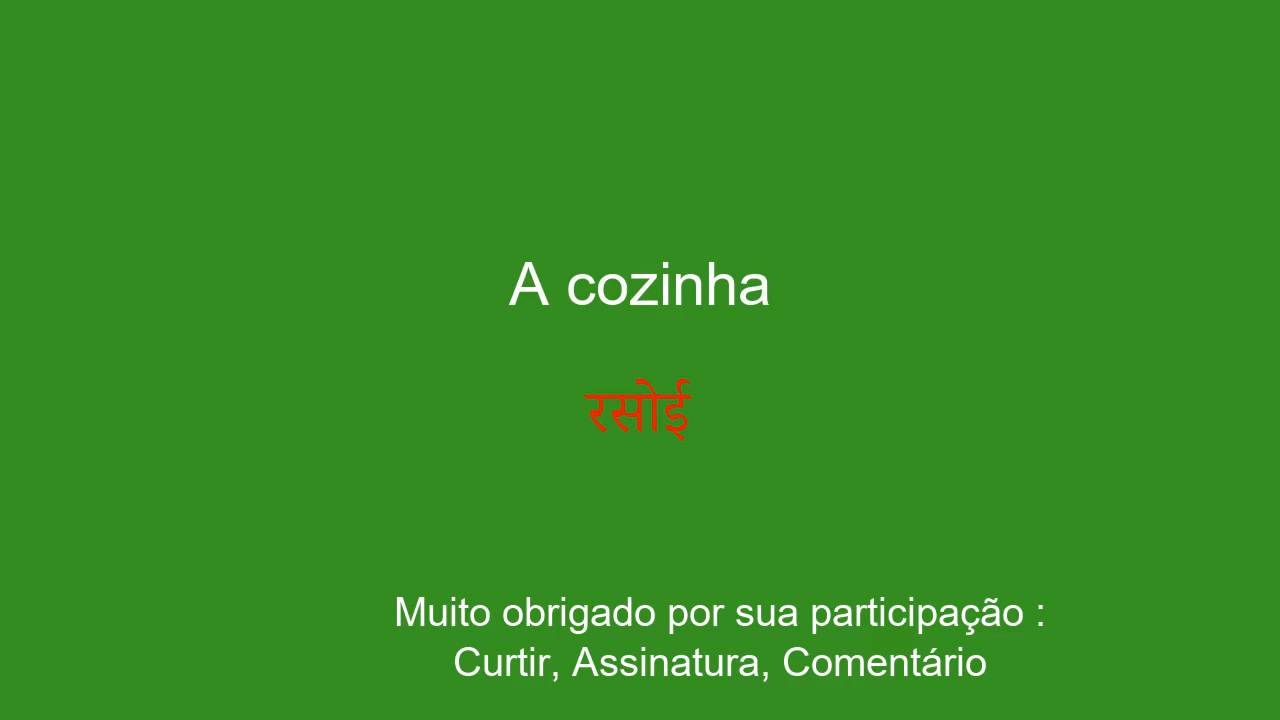 A cozinha
रसोई
Muito obrigado por sua participação :
Curtir, Assinatura, Comentário